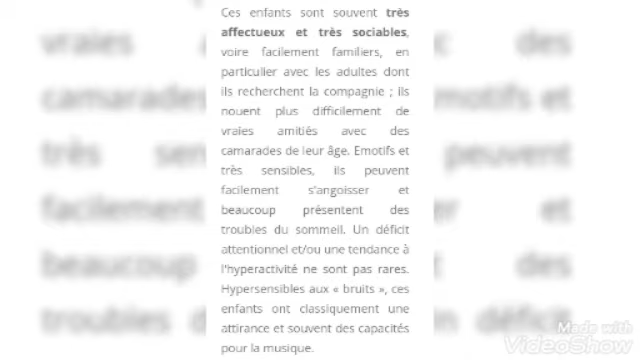 Ces enfants sont souvent très
affectueux et très sociables,
voire facilement familiers, en
particulier avec les adultes dont
ils recherchent la compagnie ; ils
nouent plus difficilement de
vraies amitiés avec des
camarades de leur âge. Emotifs et
très sensibles, ils peuvent
facilement s'angoisser et
beaucoup présentent des
troubles du sommeil. Un déficit
attentionnel et/ou une tendance à
l'hyperactivité ne sont pas rares.
Hypersensibles aux « bruits », ces
enfants ont classiquement une
attirance et souvent des capacités
pour la musique.
Made with
VideoShow